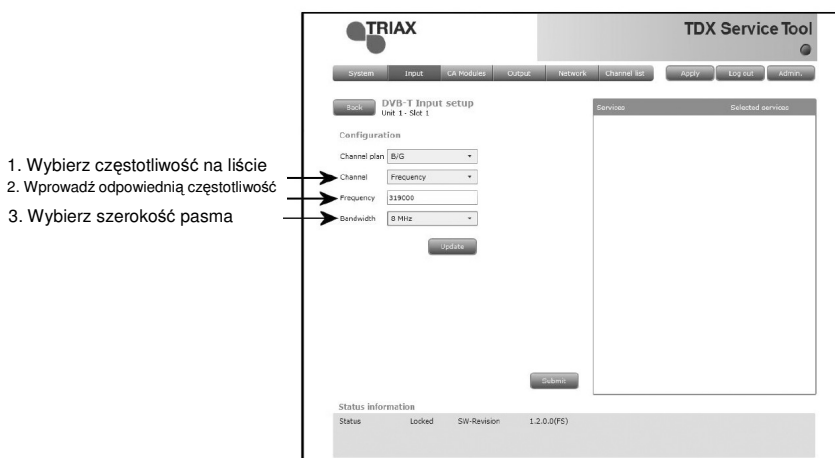 TRIAX
TDX Service Tool
System Input CA Modules Output Network Channel list Apply Log out Admin.
Back DVB-T Input setup
Unit 1 - Slot 1
Services Selected services
Configuration
Channel plan B/G
1. Wybierz częstotliwość na liście
Channel Frequency
2. Wprowadź odpowiednią częstotliwość
Frequency 319000
3. Wybierz szerokość pasma
Bandwidth 8 MHz
Update
Submit
Status information
Status Locked SW-Revision 1.2.0.0(FS)